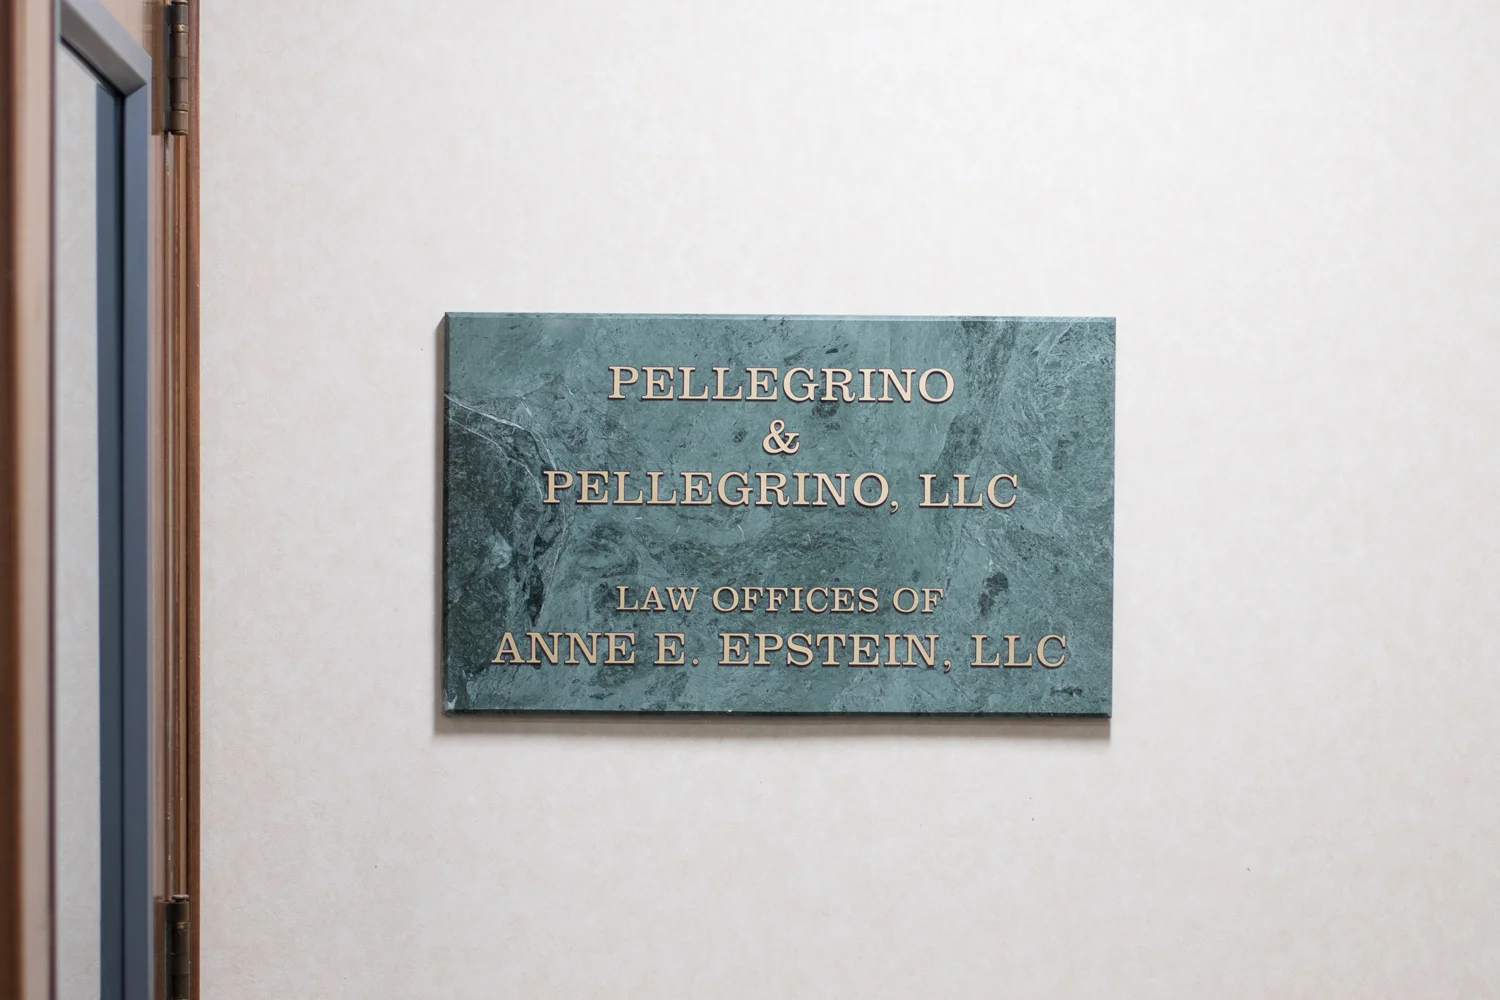 PELLEGRINO
&
PELLEGRINO, LLC
LAW OFFICES OF
ANNE E. EPSTEIN, LLC